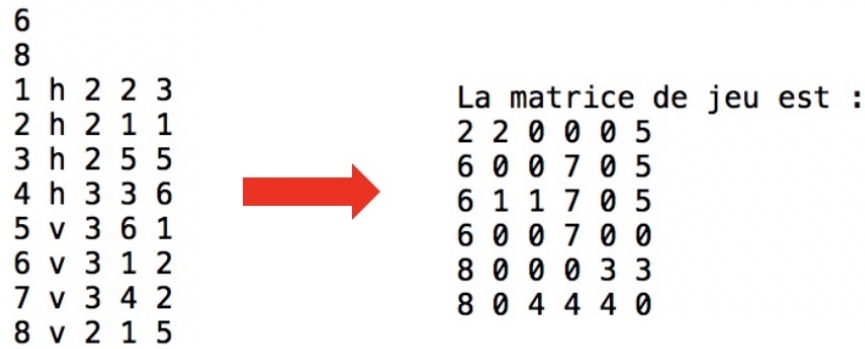 6
8
1 h 2 2 3
2 h 2 1 1
3 h 2 5 5
4 h 3 3 6
5 v 3 6 1
6 v 3 1 2
7 v 3 4 2
8 v 2 1 5
La matrice de jeu est :
2 2 0 0 0 5
6 0 0 7 0 5
6 1 1 7 0 5
6 0 0 7 0 0
8 0 0 0 3 3
8 0 4 4 4 0